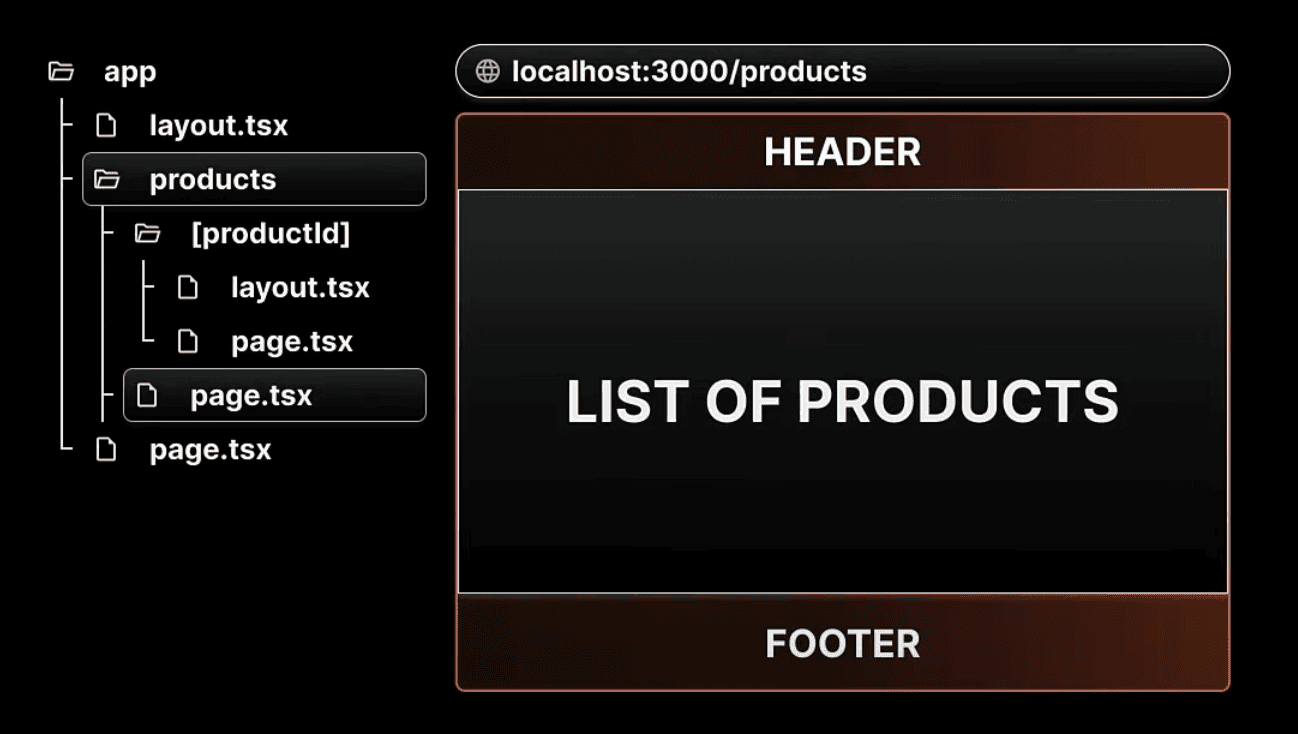 app
layout.tsx
products
[productId]
layout.tsx
page.tsx
page.tsx
page.tsx
localhost:3000/products
HEADER
LIST OF PRODUCTS
FOOTER